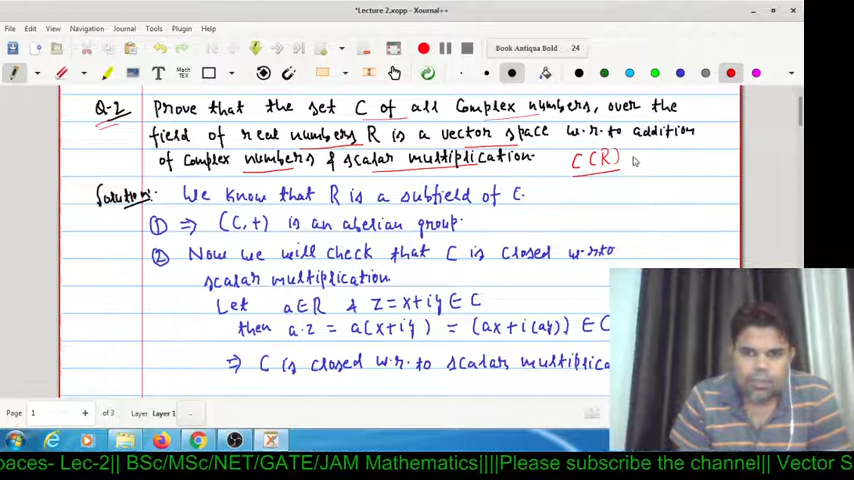 *Lecture 2.xopp - Xournal++
File Edit View Navigation Journal Tools Plugin Help
T Math TEX Book Antiqua Bold 24
Q-2 Prove that the set C of all Complex numbers, over the
field of real numbers R is a vector space w.r.to addition
of Complex numbers & scalar multiplication. C(R)
Solution: We know that R is a subfield of C.
① ⇒ (C,+) is an abelian group.
② Now we will check that C is closed w.r.to
scalar multiplication
Let a∈R & z=x+iy∈C
then a.z = a(x+iy) = (ax+i(ay)) ∈C
⇒ C is closed w.r.to scalar multiplica
Page 1 of 3 Layer Layer 1
paces- Lec-2|| BSc/MSc/NET/GATE/JAM Mathematics||||Please subscribe the channel|| Vector S